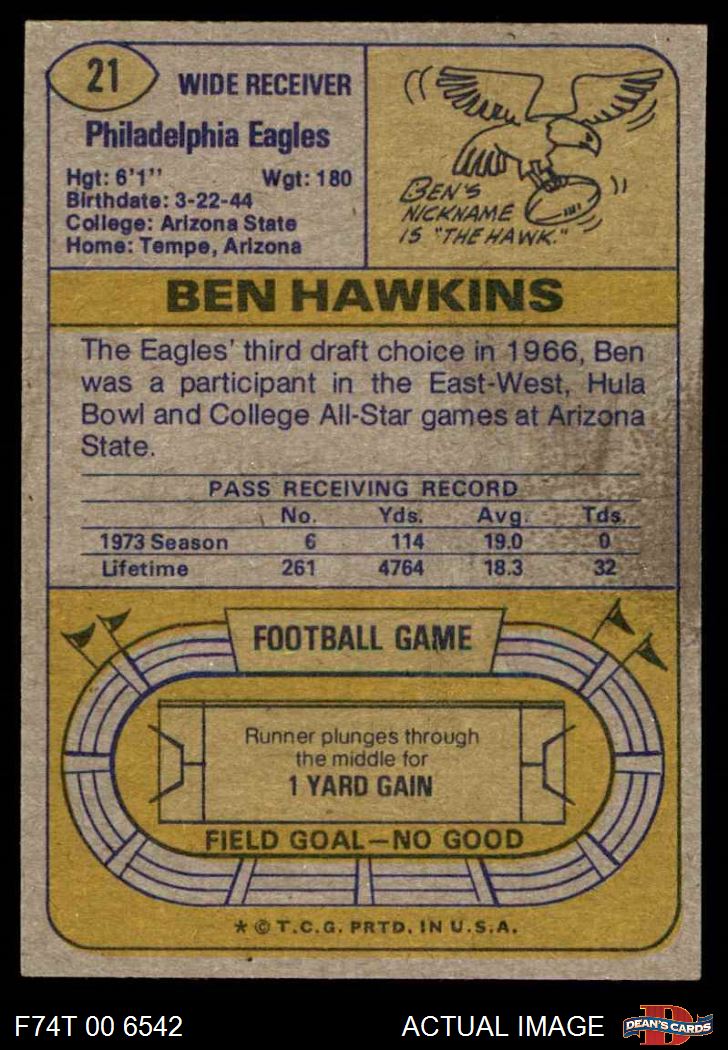 21
WIDE RECEIVER
Philadelphia Eagles
Hgt: 6'1" Wgt: 180
Birthdate: 3-22-44
College: Arizona State
Home: Tempe, Arizona
BEN'S
NICKNAME
IS "THE HAWK."
BEN HAWKINS
The Eagles' third draft choice in 1966, Ben
was a participant in the East-West, Hula
Bowl and College All-Star games at Arizona
State.
PASS RECEIVING RECORD
No. Yds. Avg. Tds.
1973 Season 6 114 19.0 0
Lifetime 261 4764 18.3 32
FOOTBALL GAME
Runner plunges through
the middle for
1 YARD GAIN
FIELD GOAL—NO GOOD
* © T.C.G. PRTD. IN U.S.A.
F74T 00 6542 ACTUAL IMAGE
D
DEAN'S CARDS